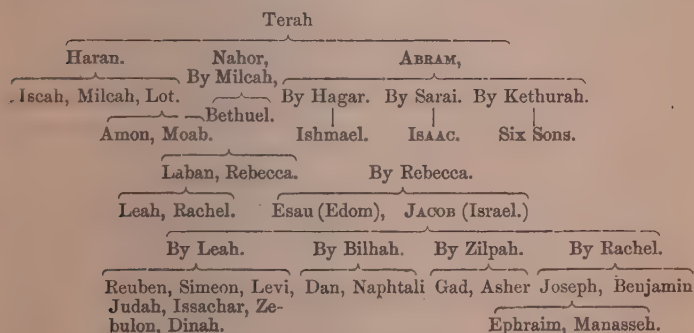 Terah
Haran. Nahor, ABRAM,
By Milcah,
Iscah, Milcah, Lot. By Hagar. By Sarai. By Kethurah.
Bethuel.
Amon, Moab. Ishmael. ISAAC. Six Sons.
Laban, Rebecca. By Rebecca.
Leah, Rachel. Esau (Edom), JACOB (Israel.)
By Leah. By Bilhah. By Zilpah. By Rachel.
Reuben, Simeon, Levi, Dan, Naphtali Gad, Asher Joseph, Benjamin
Judah, Issachar, Ze-
bulon, Dinah. Ephraim, Manasseh.